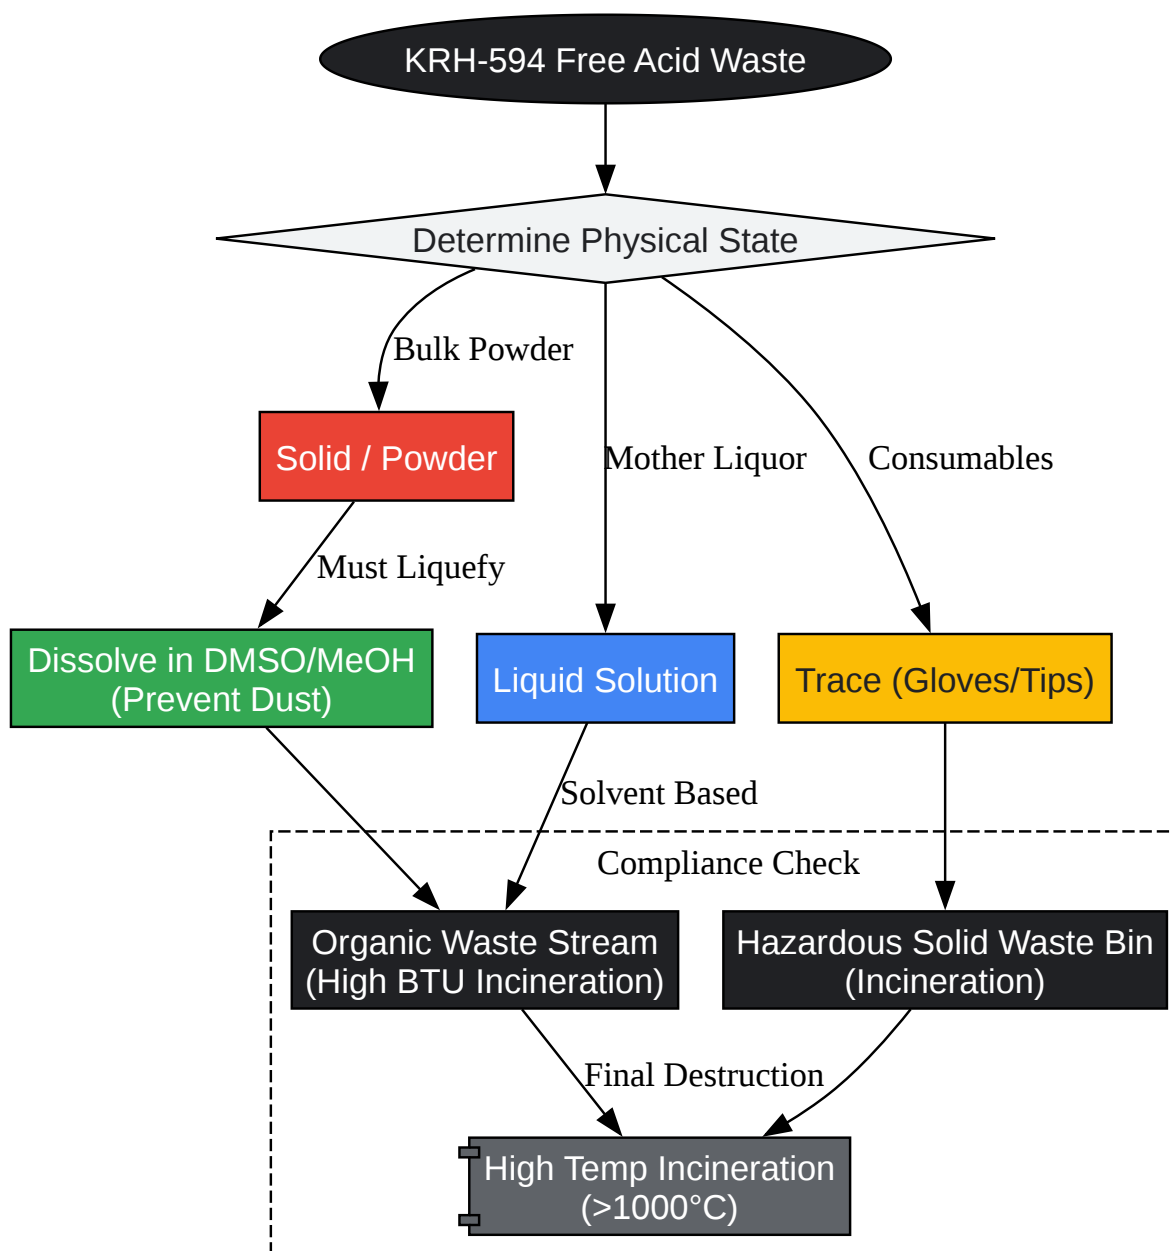 KRH-594 Free Acid Waste
Determine Physical State
Bulk Powder
Solid / Powder
Mother Liquor
Consumables
Must Liquefy
Dissolve in DMSO/MeOH
(Prevent Dust)
Liquid Solution
Trace (Gloves/Tips)
Solvent Based
Compliance Check
Organic Waste Stream
(High BTU Incineration)
Hazardous Solid Waste Bin
(Incineration)
Final Destruction
High Temp Incineration
(>1000°C)